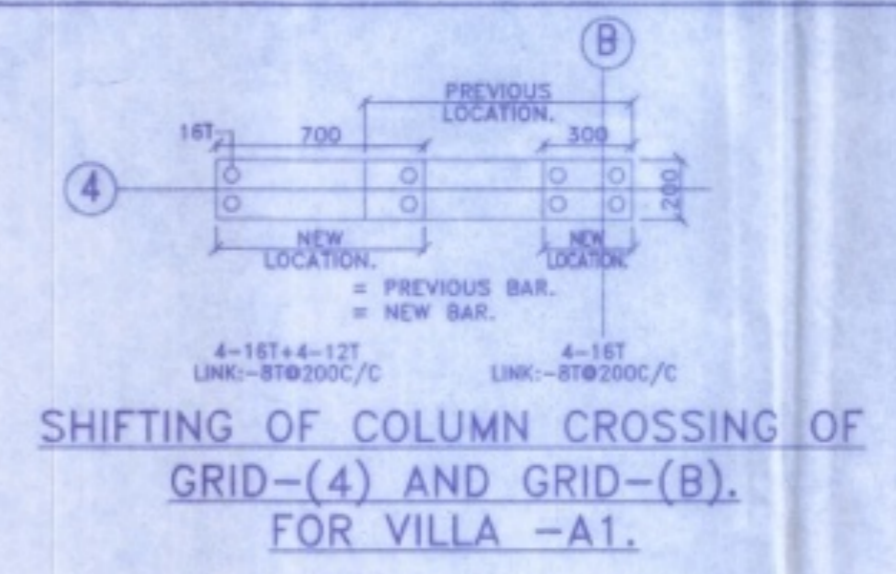 B
PREVIOUS
LOCATION.
16T
700
300
4
200
NEW
LOCATION.
NEW
LOCATION.
= PREVIOUS BAR.
= NEW BAR.
4-16T+4-12T
LINK:-8T@200C/C
4-16T
LINK:-8T@200C/C
SHIFTING OF COLUMN CROSSING OF
GRID-(4) AND GRID-(B).
FOR VILLA -A1.